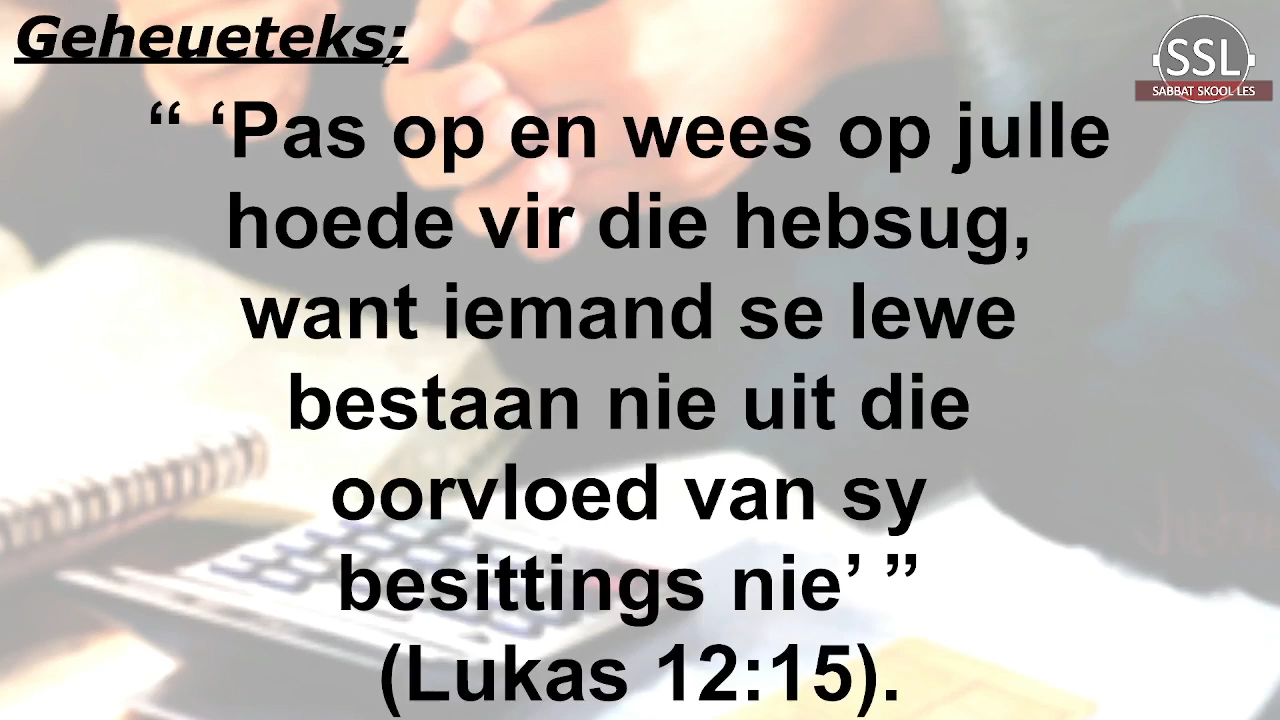 Geheueteks;
SSL
SABBAT SKOOL LES
“ ‘Pas op en wees op julle
hoede vir die hebsug,
want iemand se lewe
bestaan nie uit die
oorvloed van sy
besittings nie’ ”
(Lukas 12:15).